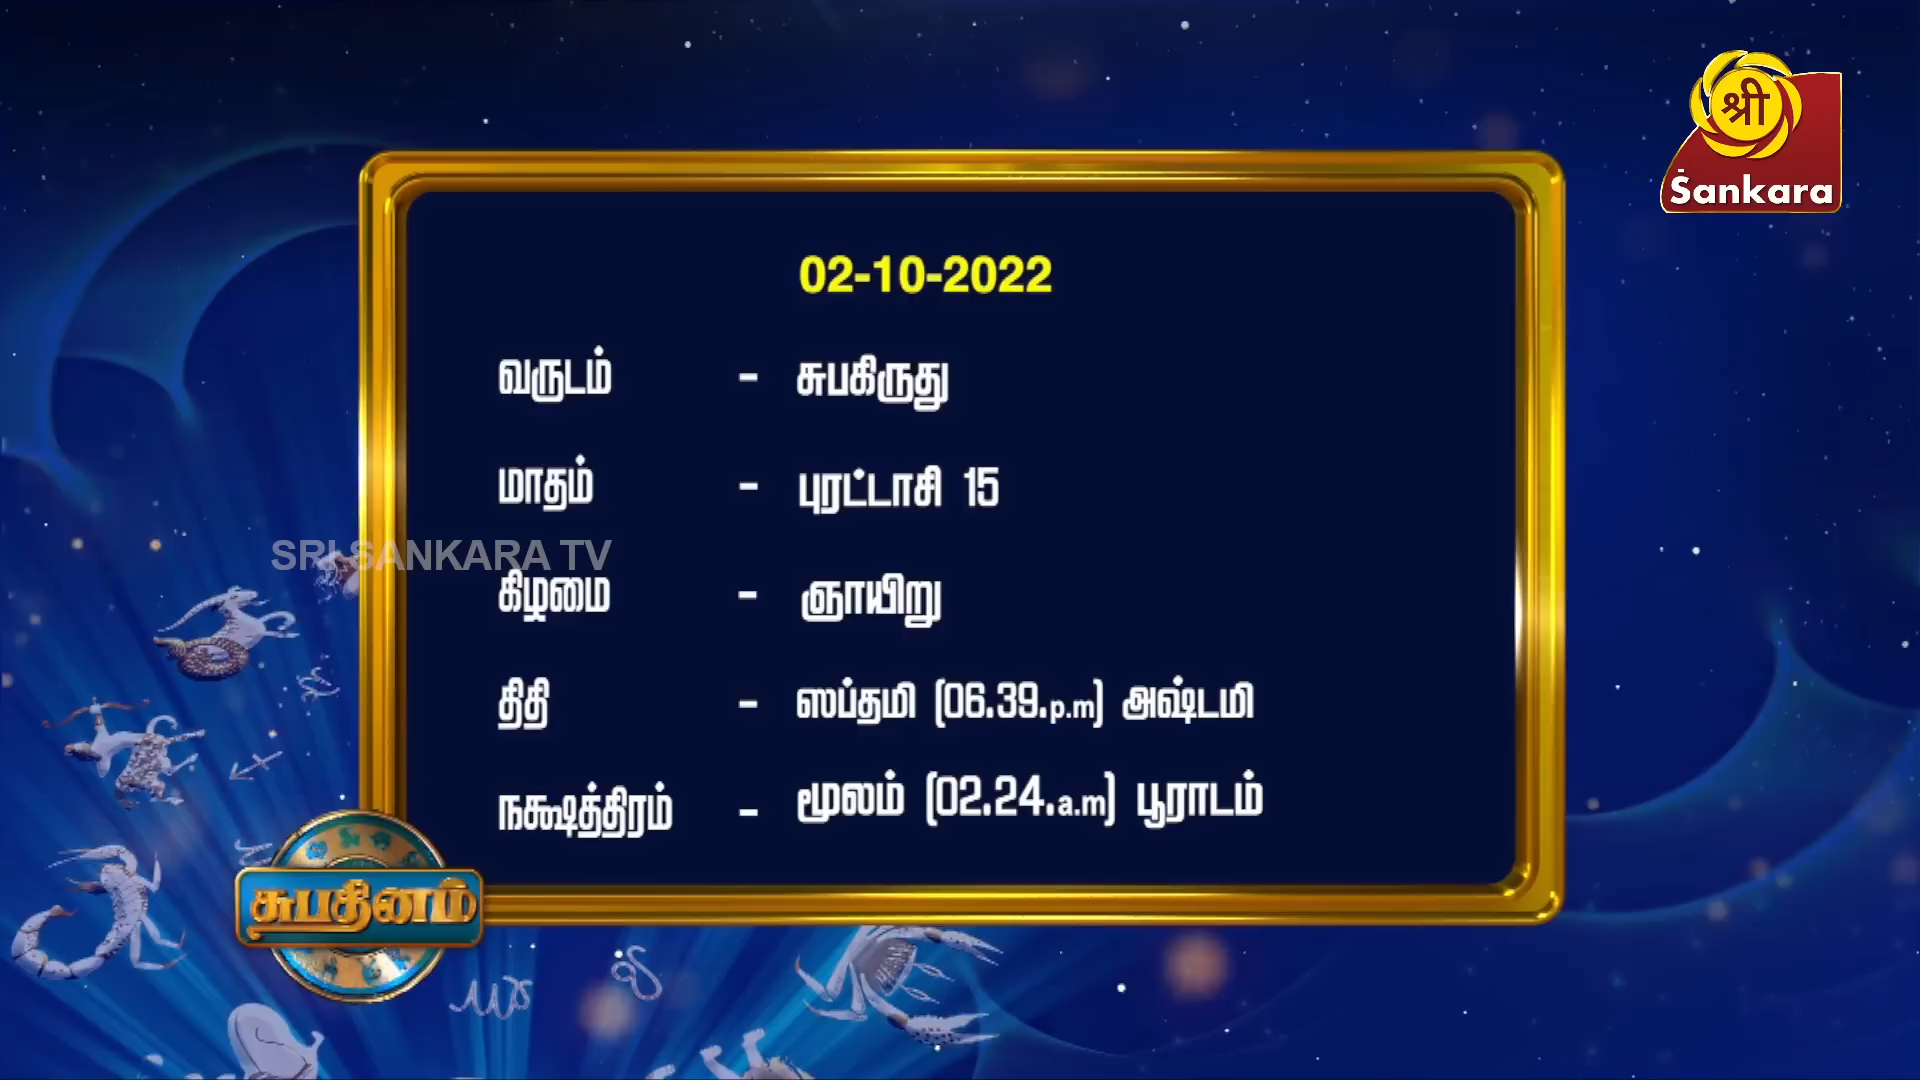 श्री
Sankara
02-10-2022
வருடம் - சுபகிருது
மாதம் - புரட்டாசி 15
SRI SANKARA TV
கிழமை - ஞாயிறு
திதி - ஸப்தமி (06.39.p.m) அஷ்டமி
நக்ஷத்திரம் - மூலம் (02.24.a.m) பூராடம்
சுபதினம்